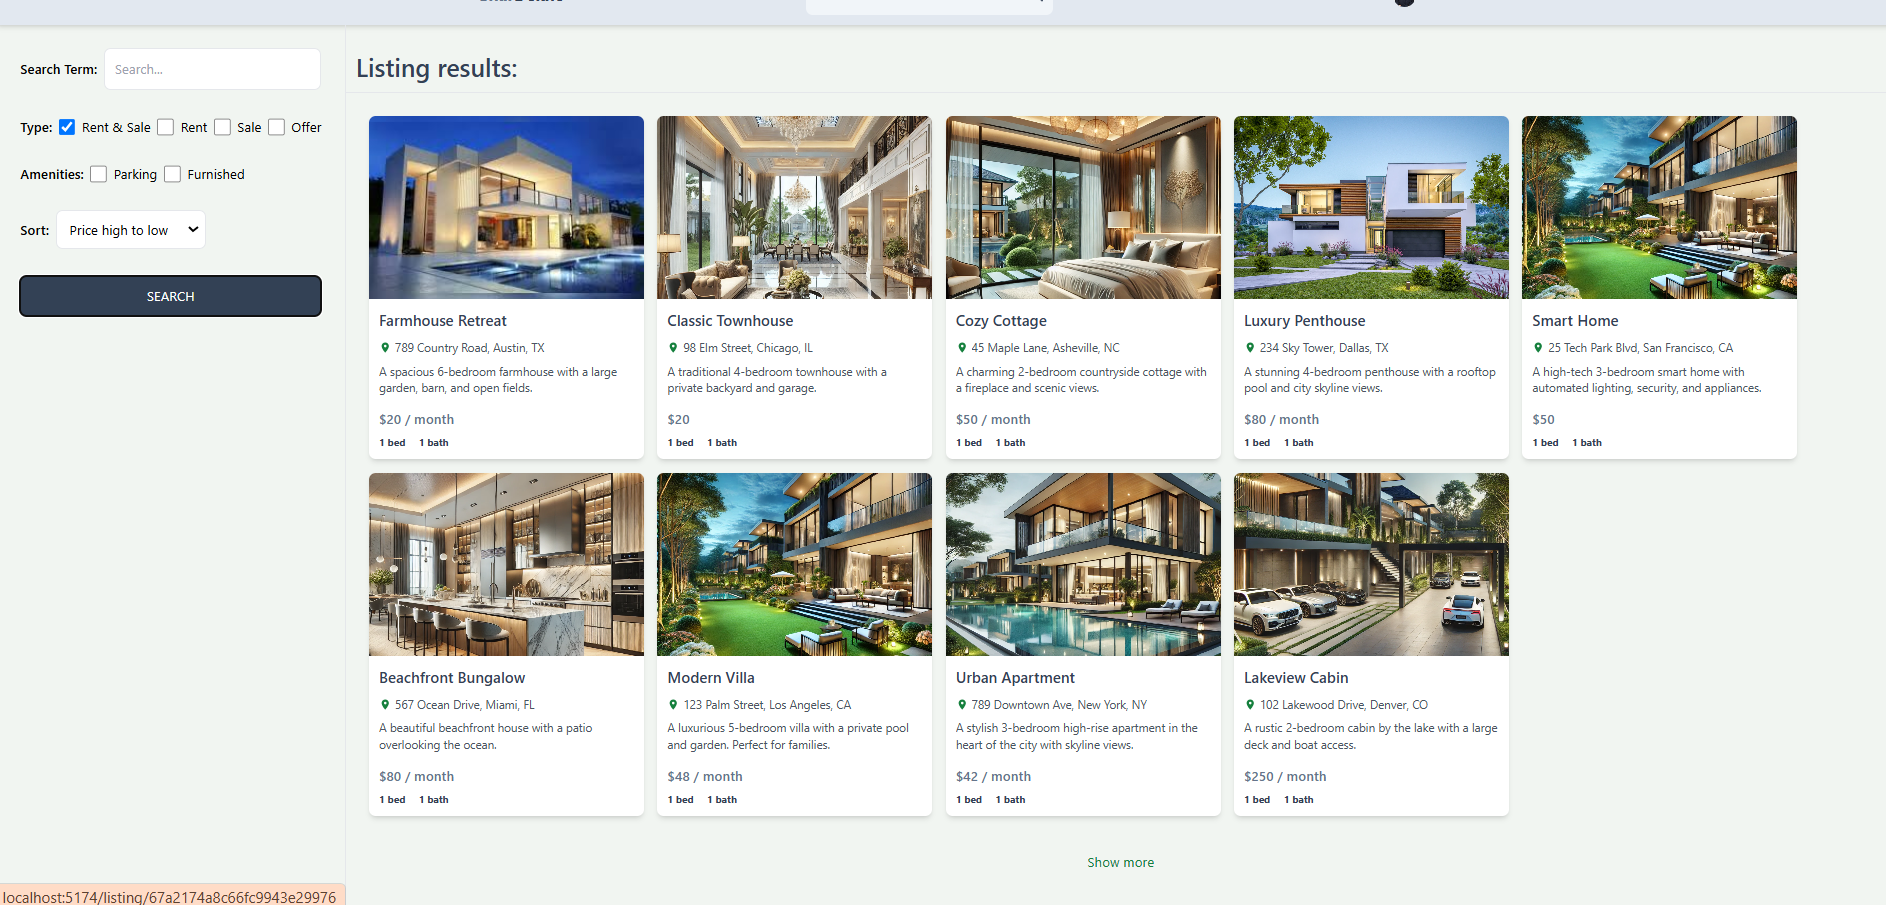 Search Term:
Search...
Type: Rent & Sale Rent Sale Offer
Amenities: Parking Furnished
Sort: Price high to low
SEARCH
Listing results:
Farmhouse Retreat
789 Country Road, Austin, TX
A spacious 6-bedroom farmhouse with a large
garden, barn, and open fields.
$20 / month
1 bed 1 bath
Classic Townhouse
98 Elm Street, Chicago, IL
A traditional 4-bedroom townhouse with a
private backyard and garage.
$20
1 bed 1 bath
Cozy Cottage
45 Maple Lane, Asheville, NC
A charming 2-bedroom countryside cottage with
a fireplace and scenic views.
$50 / month
1 bed 1 bath
Luxury Penthouse
234 Sky Tower, Dallas, TX
A stunning 4-bedroom penthouse with a rooftop
pool and city skyline views.
$80 / month
1 bed 1 bath
Smart Home
25 Tech Park Blvd, San Francisco, CA
A high-tech 3-bedroom smart home with
automated lighting, security, and appliances.
$50
1 bed 1 bath
Beachfront Bungalow
567 Ocean Drive, Miami, FL
A beautiful beachfront house with a patio
overlooking the ocean.
$80 / month
1 bed 1 bath
Modern Villa
123 Palm Street, Los Angeles, CA
A luxurious 5-bedroom villa with a private pool
and garden. Perfect for families.
$48 / month
1 bed 1 bath
Urban Apartment
789 Downtown Ave, New York, NY
A stylish 3-bedroom high-rise apartment in the
heart of the city with skyline views.
$42 / month
1 bed 1 bath
Lakeview Cabin
102 Lakewood Drive, Denver, CO
A rustic 2-bedroom cabin by the lake with a large
deck and boat access.
$250 / month
1 bed 1 bath
Show more
localhost:5174/listing/67a2174a8c66fc9943e29976